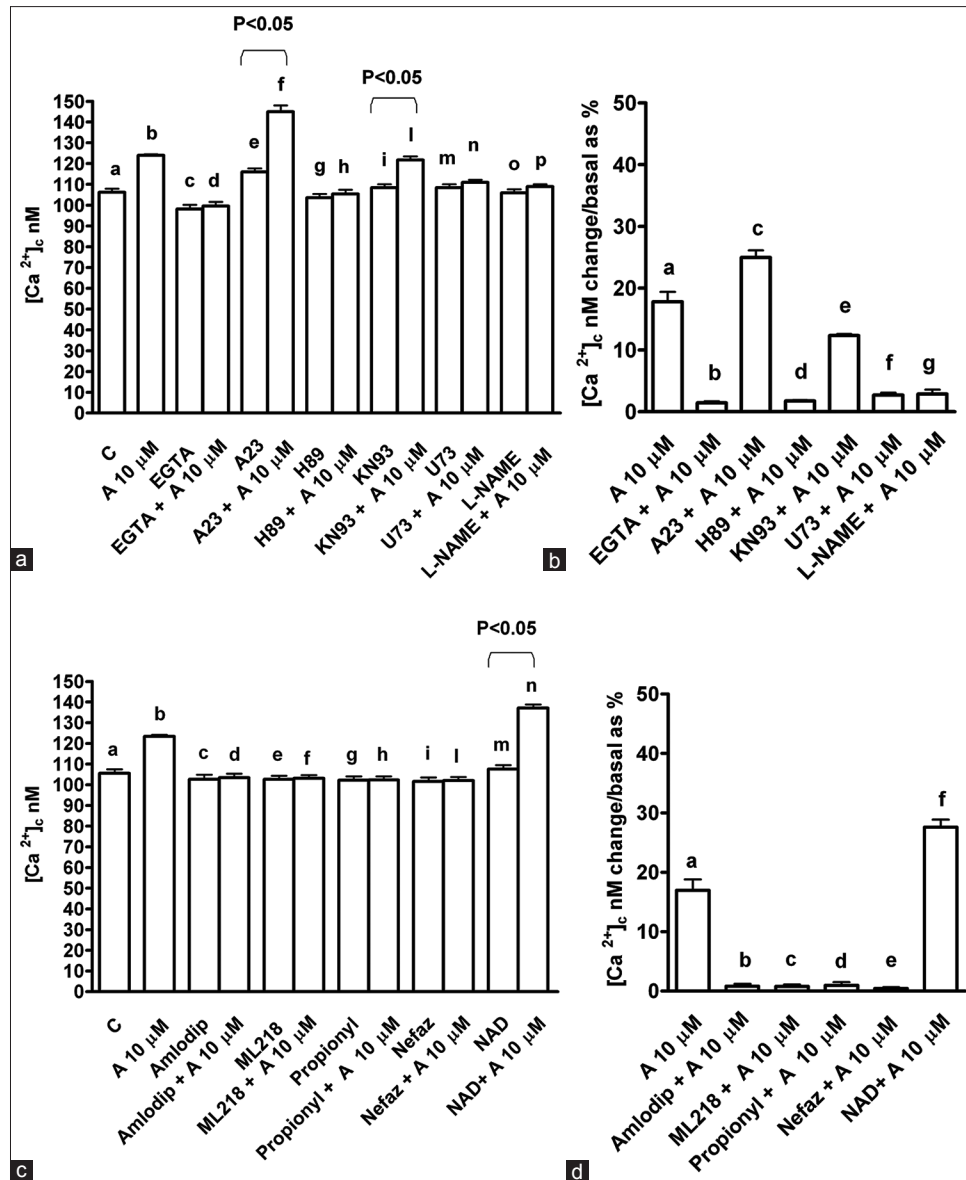 P<0.05
P<0.05
[Ca 2+]c nM
150
140
130
120
110
100
90
80
70
60
50
40
30
20
10
0
a
b
c
d
e
f
g
h
i
l
m
n
o
p
C
A 10 μM
EGTA
EGTA + A 10 μM
A23
A23 + A 10 μM
H89
H89 + A 10 μM
KN93
KN93 + A 10 μM
U73
U73 + A 10 μM
L-NAME
L-NAME + A 10 μM
a
[Ca 2+]c nM change/basal as %
50
40
30
20
10
0
a
b
c
d
e
f
g
A 10 μM
EGTA + A 10 μM
A23 + A 10 μM
H89 + A 10 μM
KN93 + A 10 μM
U73 + A 10 μM
L-NAME + A 10 μM
b
P<0.05
[Ca 2+]c nM
150
140
130
120
110
100
90
80
70
60
50
40
30
20
10
0
a
b
c
d
e
f
g
h
i
l
m
n
C
A 10 μM
Amlodip
Amlodip + A 10 μM
ML218
ML218 + A 10 μM
Propionyl
Propionyl + A 10 μM
Nefaz
Nefaz + A 10 μM
NAD
NAD+ A 10 μM
c
[Ca 2+]c nM change/basal as %
50
40
30
20
10
0
a
b
c
d
e
f
A 10 μM
Amlodip + A 10 μM
ML218 + A 10 μM
Propionyl + A 10 μM
Nefaz + A 10 μM
NAD+ A 10 μM
d